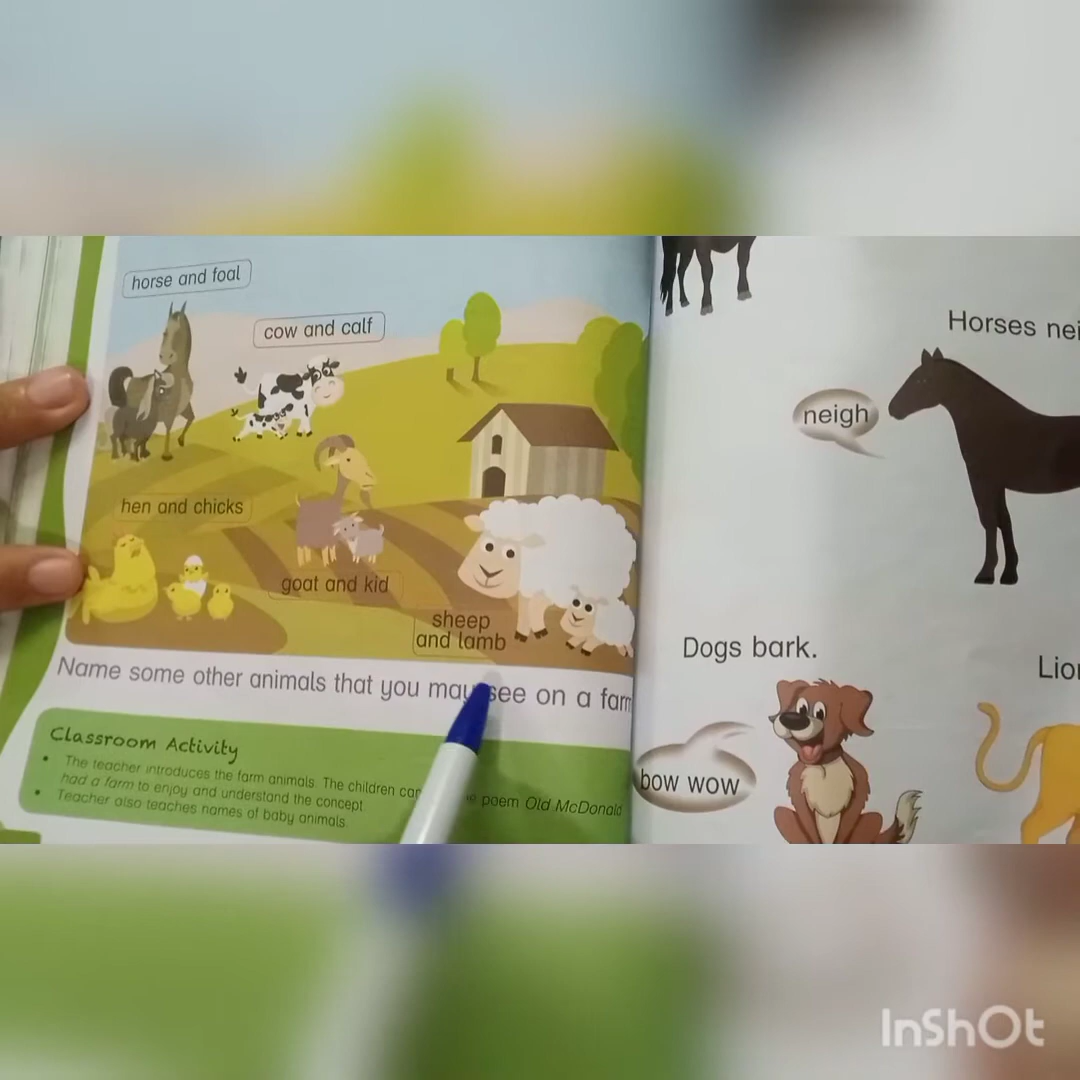 horse and foal
cow and calf
hen and chicks
goat and kid
sheep
and lamb
Name some other animals that you may see on a farm
Classroom Activity
• The teacher introduces the farm animals. The children can poem Old McDonald
had a farm to enjoy and understand the concept.
• Teacher also teaches names of baby animals.
Horses
neigh
Dogs bark.
bow wow
InShOt